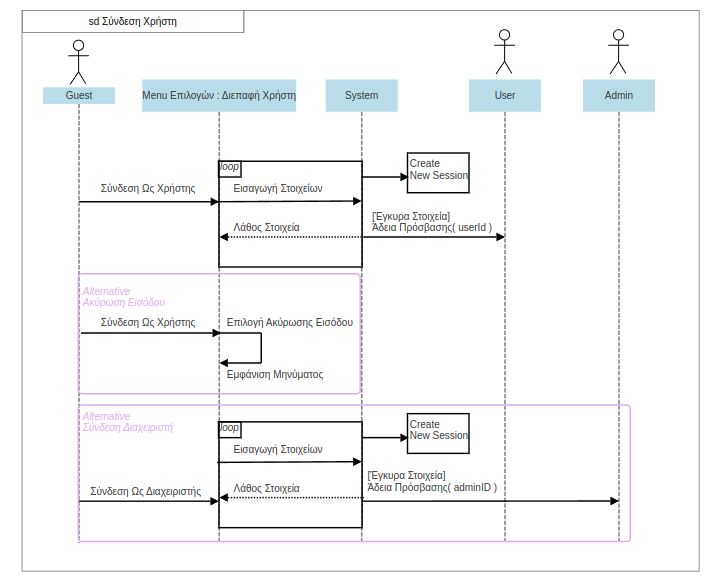 sd Σύνδεση Χρήστη
Guest
Menu Επιλογών : Διεπαφή Χρήστη
System
User
Admin
loop
Create
New Session
Σύνδεση Ως Χρήστης
Εισαγωγή Στοιχείων
[Έγκυρα Στοιχεία]
Άδεια Πρόσβασης( userId )
Λάθος Στοιχεία
Alternative
Ακύρωση Εισόδου
Σύνδεση Ως Χρήστης
Επιλογή Ακύρωσης Εισόδου
Εμφάνιση Μηνύματος
Alternative
Σύνδεση Διαχειριστή
loop
Create
New Session
Εισαγωγή Στοιχείων
[Έγκυρα Στοιχεία]
Άδεια Πρόσβασης( adminID )
Λάθος Στοιχεία
Σύνδεση Ως Διαχειριστής